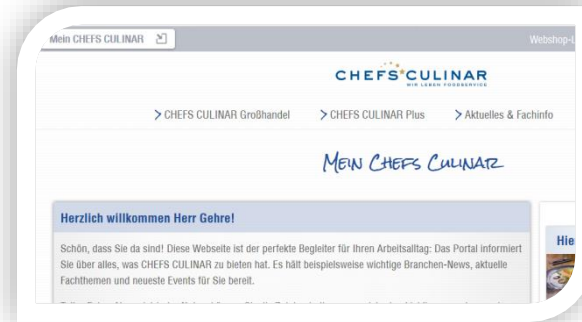 Mein CHEFS CULINAR
CHEFS CULINAR
WIR LEBEN FOODSERVICE
CHEFS CULINAR Großhandel CHEFS CULINAR Plus Aktuelles & Fachinfo
MEIN CHEFS CULINAR
Herzlich willkommen Herr Gehre!
Schön, dass Sie da sind! Diese Webseite ist der perfekte Begleiter für Ihren Arbeitsalltag: Das Portal informiert
Sie über alles, was CHEFS CULINAR zu bieten hat. Es hält beispielsweise wichtige Branchen-News, aktuelle
Fachthemen und neueste Events für Sie bereit.